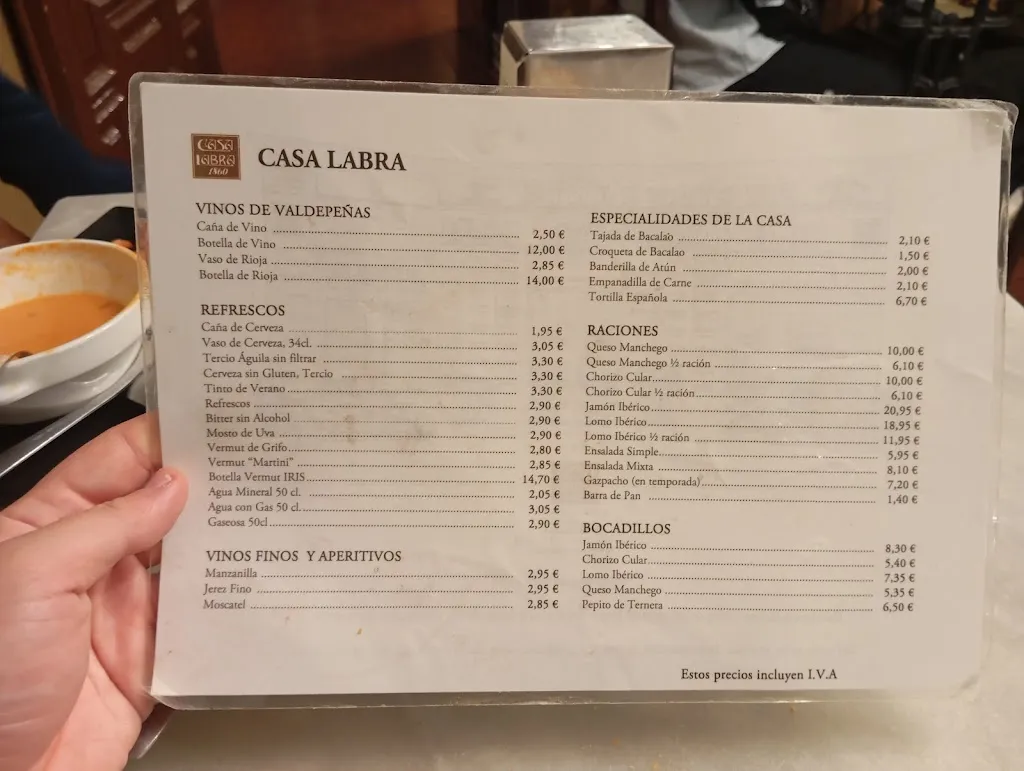 CASA
LABRA
1860
CASA LABRA
VINOS DE VALDEPEÑAS
Caña de Vino 2,50 €
Botella de Vino 12,00 €
Vaso de Rioja 2,85 €
Botella de Rioja 14,00 €
REFRESCOS
Caña de Cerveza 1,95 €
Vaso de Cerveza, 34cl. 3,05 €
Tercio Águila sin filtrar 3,30 €
Cerveza sin Gluten, Tercio 3,30 €
Tinto de Verano 3,30 €
Refrescos 2,90 €
Bitter sin Alcohol 2,90 €
Mosto de Uva 2,90 €
Vermut de Grifo 2,80 €
Vermut "Martini" 2,85 €
Botella Vermut IRIS 14,70 €
Agua Mineral 50 cl. 2,05 €
Agua con Gas 50 cl. 3,05 €
Gaseosa 50cl 2,90 €
VINOS FINOS Y APERITIVOS
Manzanilla 2,95 €
Jerez Fino 2,95 €
Moscatel 2,85 €
ESPECIALIDADES DE LA CASA
Tajada de Bacalao 2,10 €
Croqueta de Bacalao 1,50 €
Banderilla de Atún 2,00 €
Empanadilla de Carne 2,10 €
Tortilla Española 6,70 €
RACIONES
Queso Manchego 10,00 €
Queso Manchego ½ ración 6,10 €
Chorizo Cular 10,00 €
Chorizo Cular ½ ración 6,10 €
Jamón Ibérico 20,95 €
Lomo Ibérico 18,95 €
Lomo Ibérico ½ ración 11,95 €
Ensalada Simple 5,95 €
Ensalada Mixta 8,10 €
Gazpacho (en temporada) 7,20 €
Barra de Pan 1,40 €
BOCADILLOS
Jamón Ibérico 8,30 €
Chorizo Cular 5,40 €
Lomo Ibérico 7,35 €
Queso Manchego 5,35 €
Pepito de Ternera 6,50 €
Estos precios incluyen I.V.A